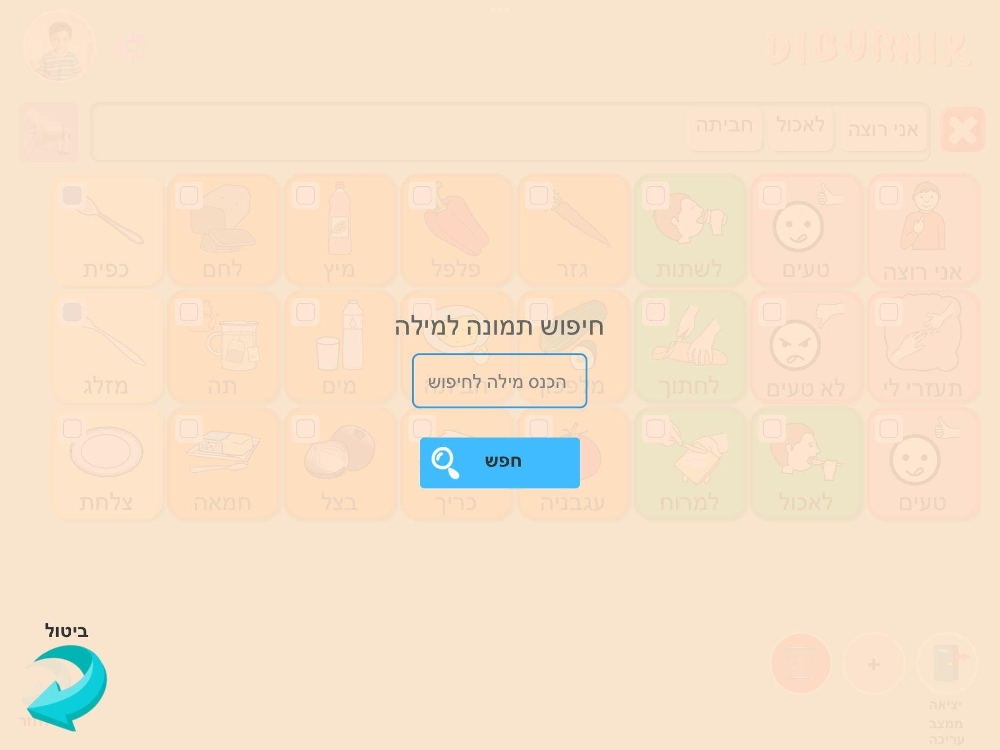 DIBURNIK
אני רוצה לאכול חביתה
אני רוצה טעים לשתות גזר פלפל מיץ לחם כפית
חיפוש תמונה למילה
תעזרי לי לא טעים לחתוך מלפפון חביתה מים תה מזלג
הכנס מילה לחיפוש
חפש
טעים לאכול למרוח עגבניה כריך בצל חמאה צלחת
ביטול
+
יציאה
ממצב
עריכה